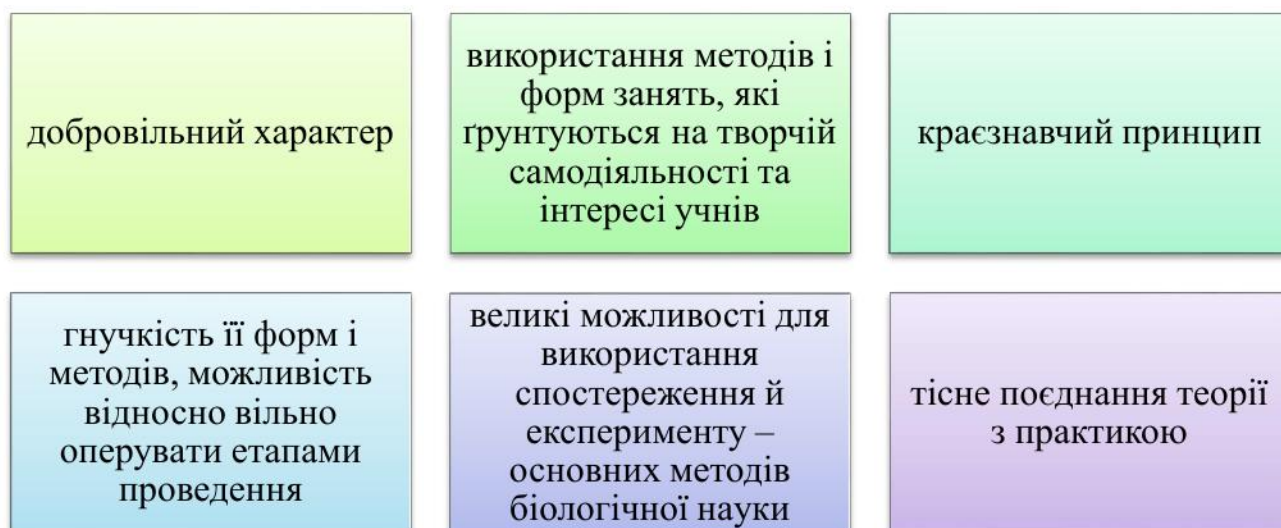 добровільний характер
використання методів і
форм занять, які
ґрунтуються на творчій
самодіяльності та
інтересі учнів
краєзнавчий принцип
гнучкість її форм і
методів, можливість
відносно вільно
оперувати етапами
проведення
великі можливості для
використання
спостереження й
експерименту –
основних методів
біологічної науки
тісне поєднання теорії
з практикою